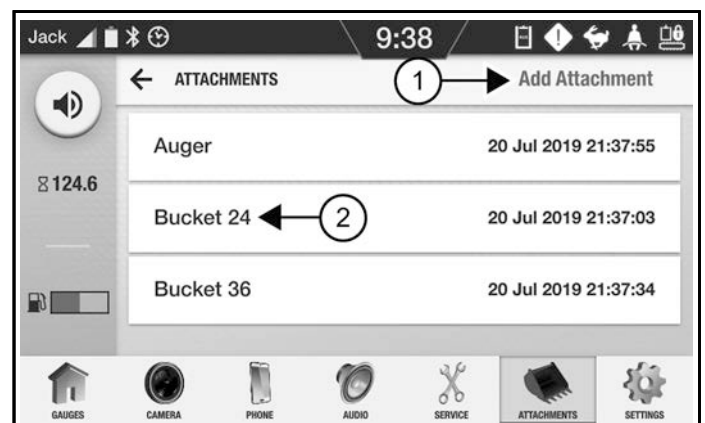 Jack 9:38
← ATTACHMENTS 1 Add Attachment
Auger 20 Jul 2019 21:37:55
124.6
Bucket 24 2 20 Jul 2019 21:37:03
Bucket 36 20 Jul 2019 21:37:34
GAUGES CAMERA PHONE AUDIO SERVICE ATTACHMENTS SETTINGS